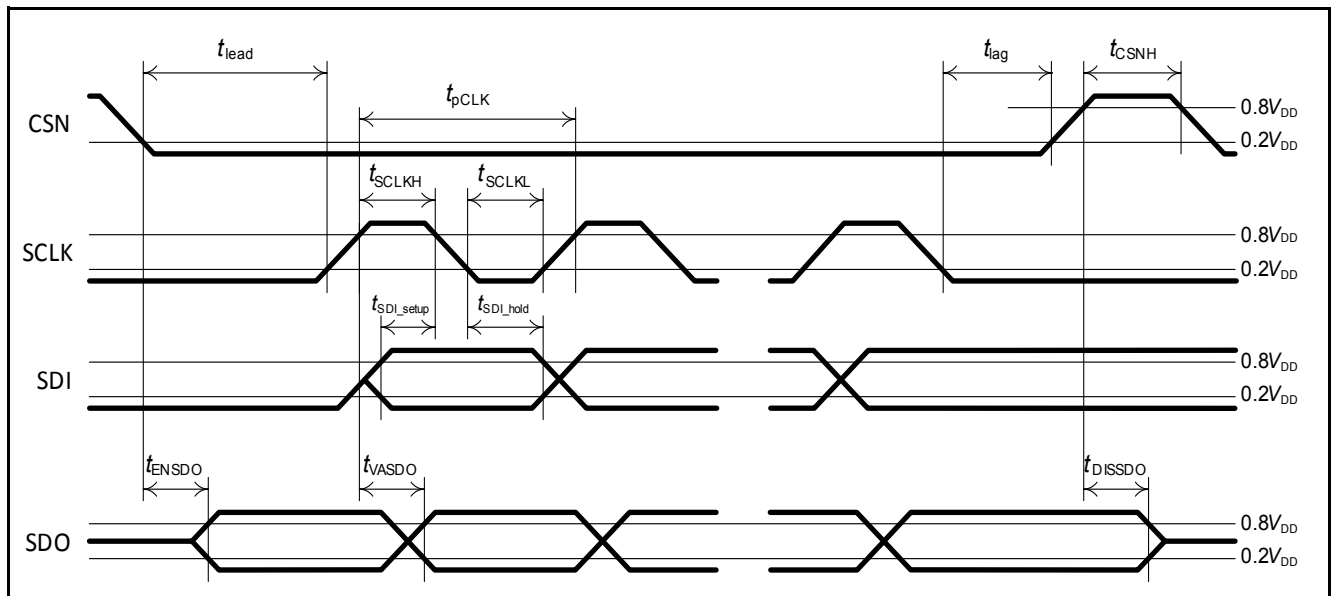 tlead
tlag
tCSNH
tpCLK
CSN
0.8VDD
0.2VDD
tSCLKH
tSCLKL
SCLK
0.8VDD
0.2VDD
tSDI_setup
tSDI_hold
SDI
0.8VDD
0.2VDD
tENSDO
tVASDO
tDISSDO
SDO
0.8VDD
0.2VDD